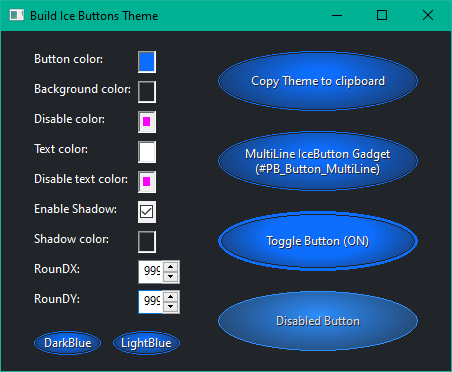 Build Ice Buttons Theme
Button color:
Background color:
Disable color:
Text color:
Disable text color:
Enable Shadow:
Shadow color:
RounDX:
999
RounDY:
999
DarkBlue
LightBlue
Copy Theme to clipboard
MultiLine IceButton Gadget
(#PB_Button_MultiLine)
Toggle Button (ON)
Disabled Button